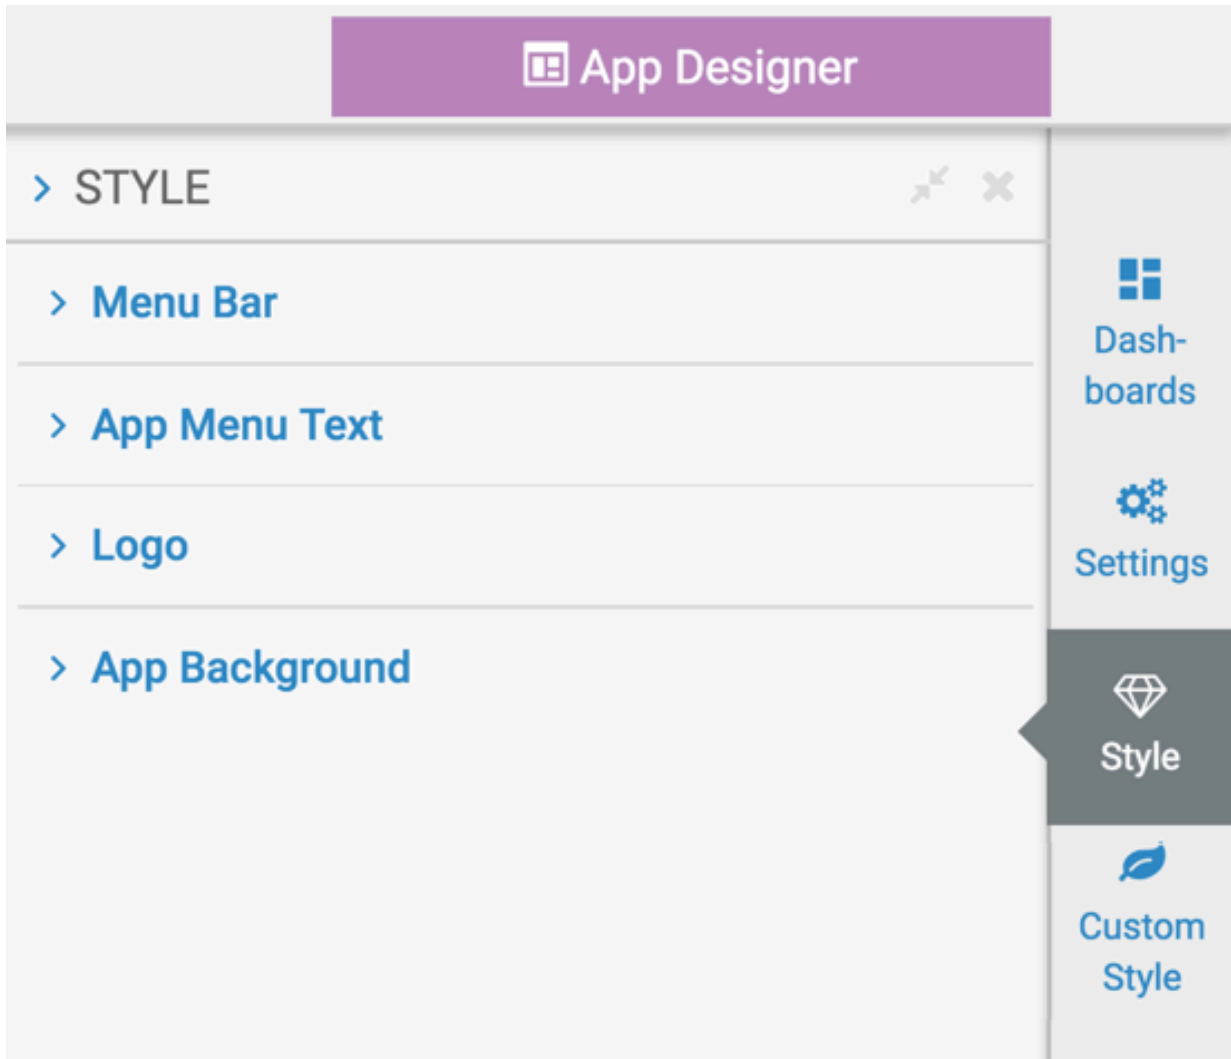 App Designer
STYLE
Menu Bar
App Menu Text
Logo
App Background
Dash-
boards
Settings
Style
Custom
Style